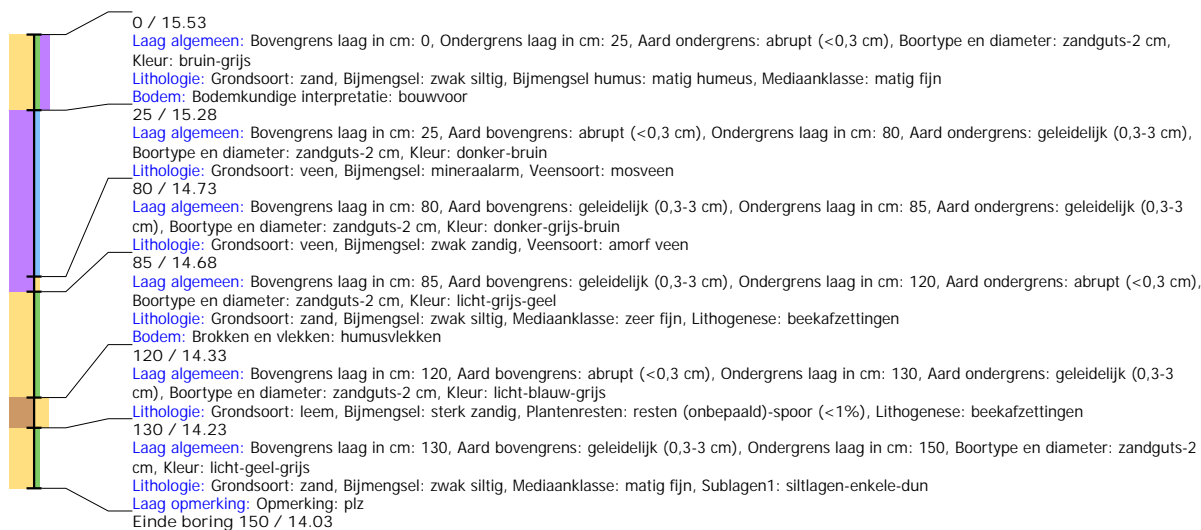 0 / 15.53
Laag algemeen: Bovengrens laag in cm: 0, Ondergrens laag in cm: 25, Aard ondergrens: abrupt (<0,3 cm), Boortype en diameter: zandguts-2 cm,
Kleur: bruin-grijs
Lithologie: Grondsoort: zand, Bijmengsel: zwak siltig, Bijmengsel humus: matig humeus, Mediaanklasse: matig fijn
Bodem: Bodemkundige interpretatie: bouwvoor
25 / 15.28
Laag algemeen: Bovengrens laag in cm: 25, Aard bovengrens: abrupt (<0,3 cm), Ondergrens laag in cm: 80, Aard ondergrens: geleidelijk (0,3-3 cm),
Boortype en diameter: zandguts-2 cm, Kleur: donker-bruin
Lithologie: Grondsoort: veen, Bijmengsel: mineraalarm, Veensoort: mosveen
80 / 14.73
Laag algemeen: Bovengrens laag in cm: 80, Aard bovengrens: geleidelijk (0,3-3 cm), Ondergrens laag in cm: 85, Aard ondergrens: geleidelijk (0,3-3
cm), Boortype en diameter: zandguts-2 cm, Kleur: donker-grijs-bruin
Lithologie: Grondsoort: veen, Bijmengsel: zwak zandig, Veensoort: amorf veen
85 / 14.68
Laag algemeen: Bovengrens laag in cm: 85, Aard bovengrens: geleidelijk (0,3-3 cm), Ondergrens laag in cm: 120, Aard ondergrens: abrupt (<0,3 cm),
Boortype en diameter: zandguts-2 cm, Kleur: licht-grijs-geel
Lithologie: Grondsoort: zand, Bijmengsel: zwak siltig, Mediaanklasse: zeer fijn, Lithogenese: beekafzettingen
Bodem: Brokken en vlekken: humusvlekken
120 / 14.33
Laag algemeen: Bovengrens laag in cm: 120, Aard bovengrens: abrupt (<0,3 cm), Ondergrens laag in cm: 130, Aard ondergrens: geleidelijk (0,3-3
cm), Boortype en diameter: zandguts-2 cm, Kleur: licht-blauw-grijs
Lithologie: Grondsoort: leem, Bijmengsel: sterk zandig, Plantenresten: resten (onbepaald)-spoor (<1%), Lithogenese: beekafzettingen
130 / 14.23
Laag algemeen: Bovengrens laag in cm: 130, Aard bovengrens: geleidelijk (0,3-3 cm), Ondergrens laag in cm: 150, Boortype en diameter: zandguts-2
cm, Kleur: licht-geel-grijs
Lithologie: Grondsoort: zand, Bijmengsel: zwak siltig, Mediaanklasse: matig fijn, Sublagen1: siltlagen-enkele-dun
Laag opmerking: Opmerking: plz
Einde boring 150 / 14.03